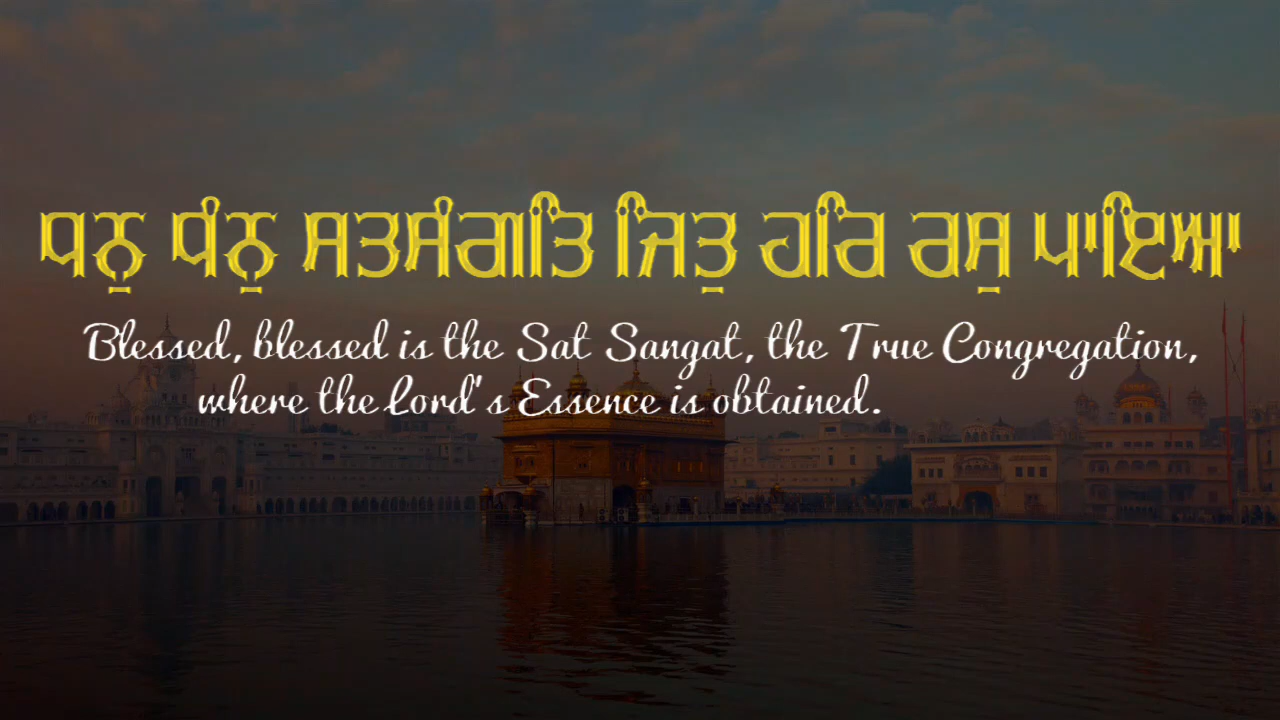 ਧਨੁ ਧੰਨੁ ਸਤਸੰਗਤਿ ਜਿਤੁ ਹਰਿ ਰਸੁ ਪਾਇਆ
Blessed, blessed is the Sat Sangat, the True Congregation,
where the Lord's Essence is obtained.